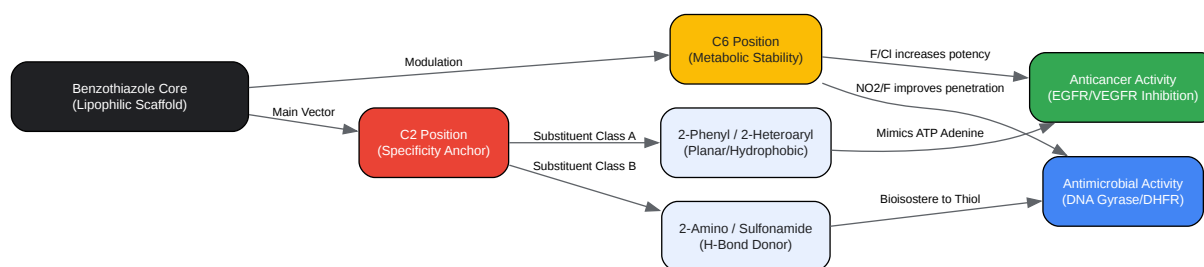 Benzothiazole Core
(Lipophilic Scaffold)
Modulation
Main Vector
C6 Position
(Metabolic Stability)
C2 Position
(Specificity Anchor)
Substituent Class A
Substituent Class B
2-Phenyl / 2-Heteroaryl
(Planar/Hydrophobic)
2-Amino / Sulfonamide
(H-Bond Donor)
F/Cl increases potency
NO2/F improves penetration
Mimics ATP Adenine
Bioisostere to Thiol
Anticancer Activity
(EGFR/VEGFR Inhibition)
Antimicrobial Activity
(DNA Gyrase/DHFR)